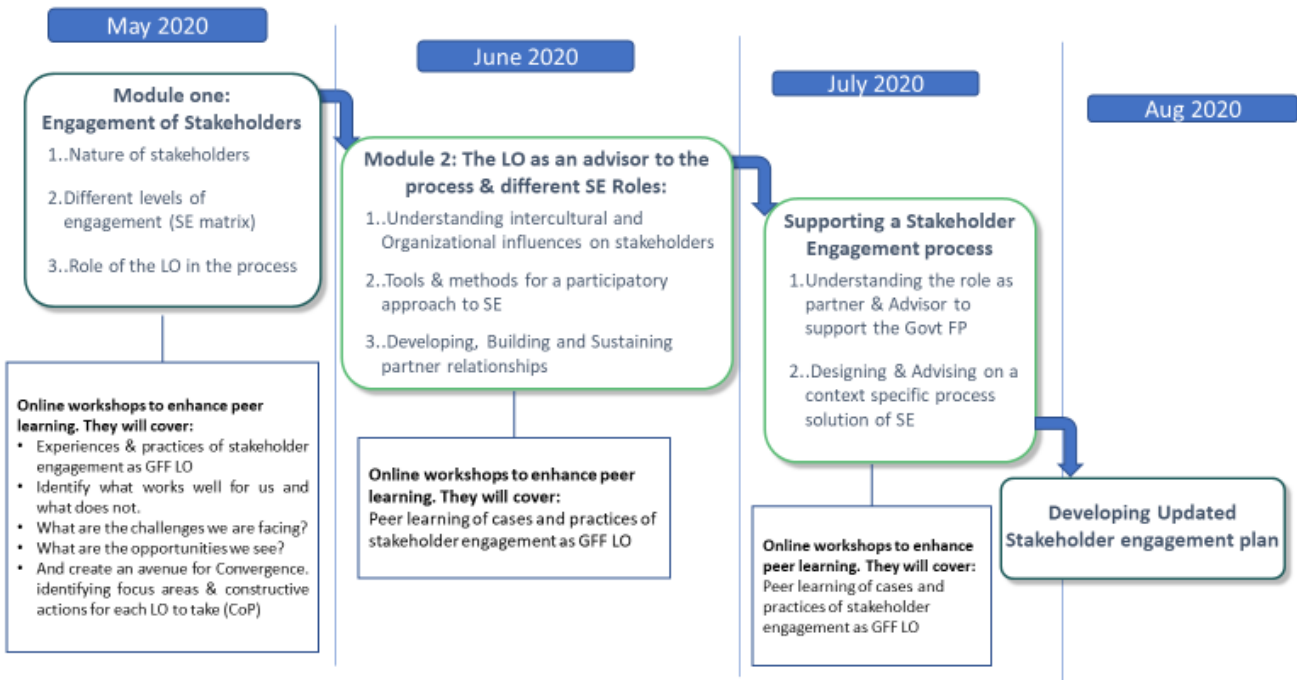 May 2020
Module one:
Engagement of Stakeholders
1..Nature of stakeholders
2.Different levels of
engagement (SE matrix)
3..Role of the LO in the process
Online workshops to enhance peer
learning. They will cover:
• Experiences & practices of stakeholder
engagement as GFF LO
• Identify what works well for us and
what does not.
• What are the challenges we are facing?
• What are the opportunities we see?
• And create an avenue for Convergence.
identifying focus areas & constructive
actions for each LO to take (CoP)
June 2020
Module 2: The LO as an advisor to the
process & different SE Roles:
1..Understanding intercultural and
Organizational influences on stakeholders
2..Tools & methods for a participatory
approach to SE
3..Developing, Building and Sustaining
partner relationships
Online workshops to enhance peer
learning. They will cover:
Peer learning of cases and practices of
stakeholder engagement as GFF LO
July 2020
Supporting a Stakeholder
Engagement process
1.Understanding the role as
partner & Advisor to
support the Govt FP
2..Designing & Advising on a
context specific process
solution of SE
Online workshops to enhance
peer learning. They will cover:
Peer learning of cases and
practices of stakeholder
engagement as GFF LO
Aug 2020
Developing Updated
Stakeholder engagement plan